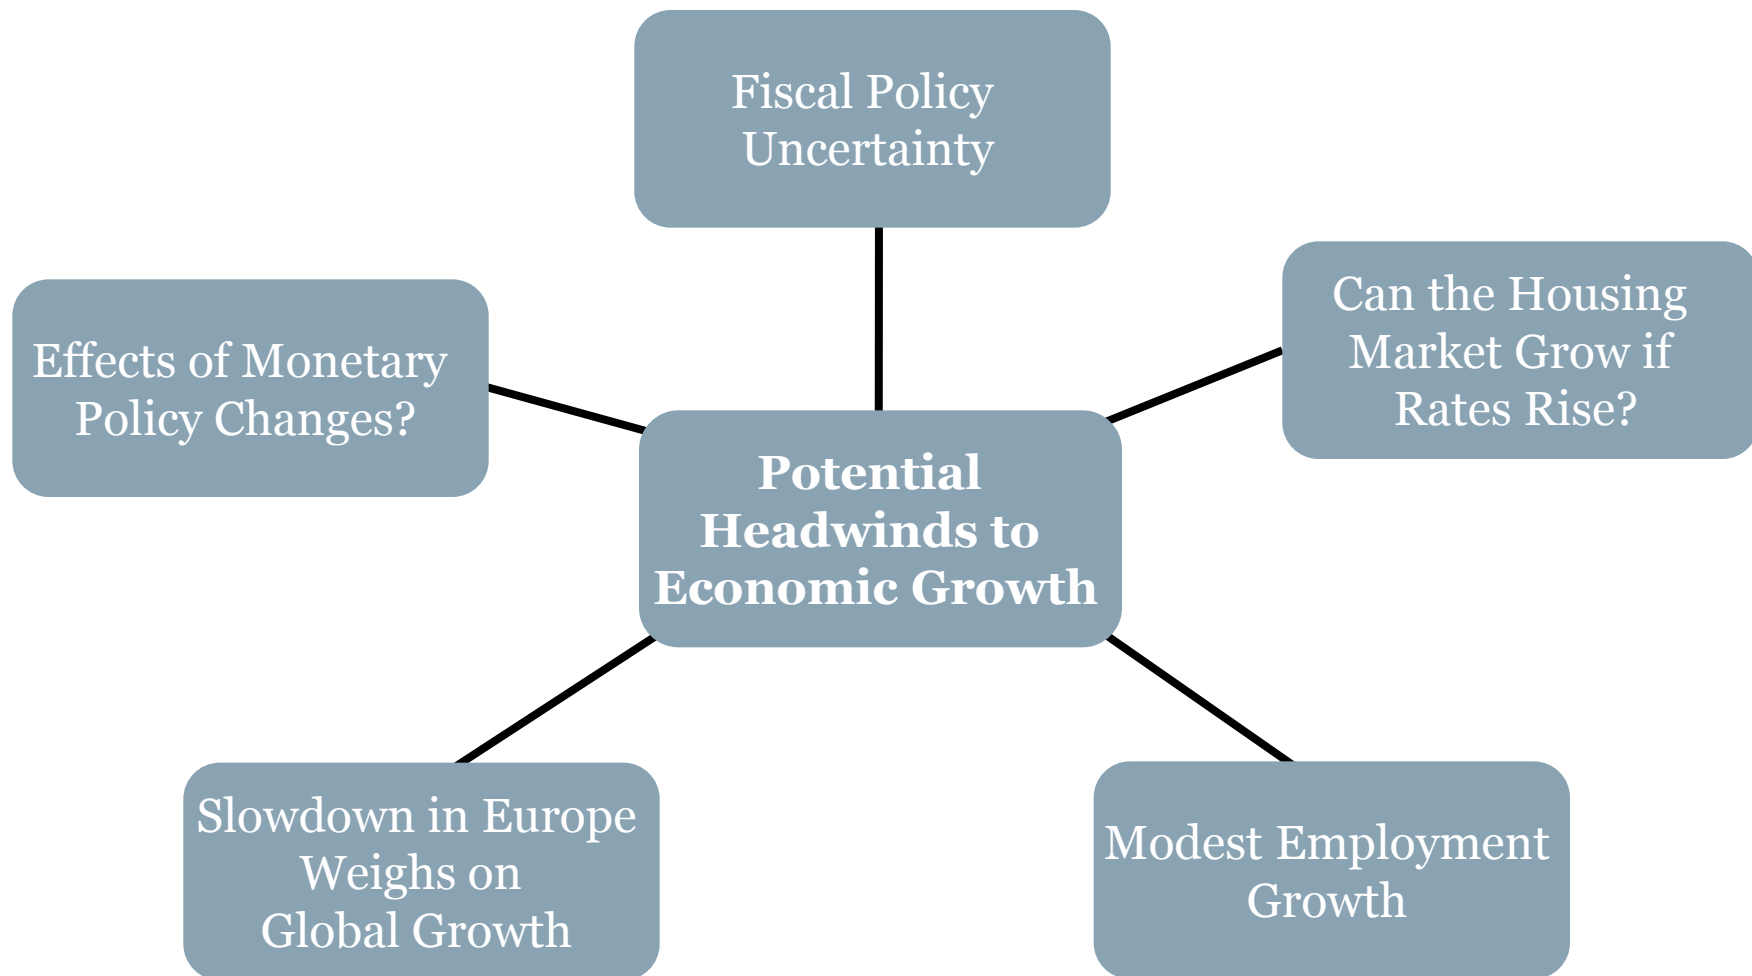 Fiscal Policy
Uncertainty
Can the Housing
Market Grow if
Rates Rise?
Effects of Monetary
Policy Changes?
Potential
Headwinds to
Economic Growth
Slowdown in Europe
Weighs on
Global Growth
Modest Employment
Growth